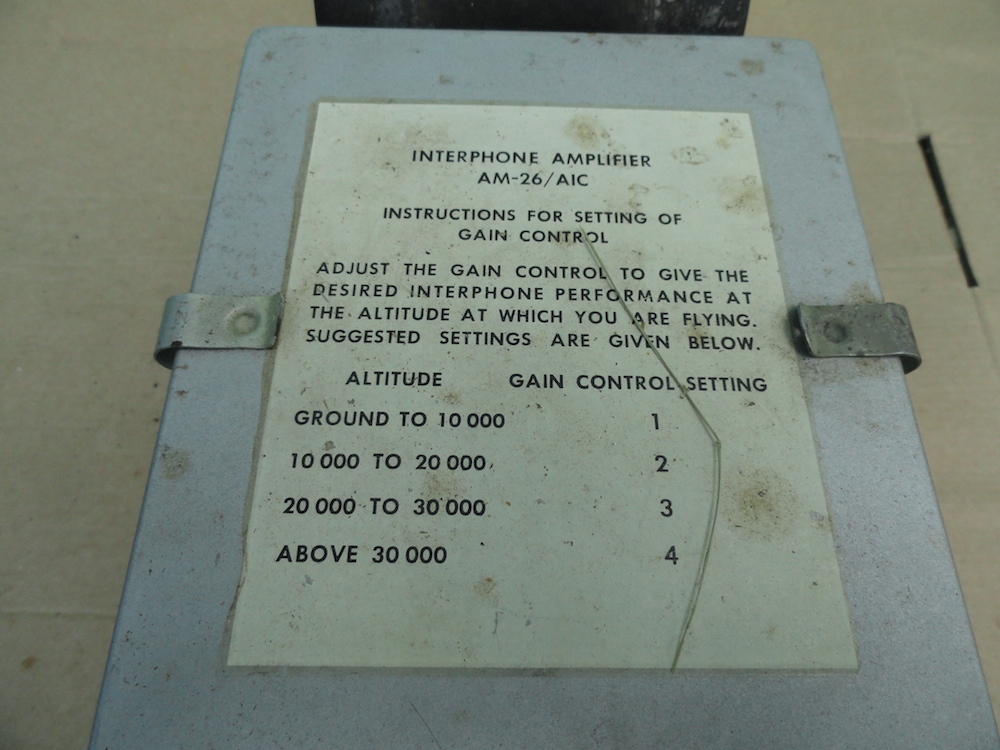 INTERPHONE AMPLIFIER
AM-26/AIC
INSTRUCTIONS FOR SETTING OF
GAIN CONTROL
ADJUST THE GAIN CONTROL TO GIVE THE
DESIRED INTERPHONE PERFORMANCE AT
THE ALTITUDE AT WHICH YOU ARE FLYING.
SUGGESTED SETTINGS ARE GIVEN BELOW.
ALTITUDE GAIN CONTROL SETTING
GROUND TO 10 000 1
10 000 TO 20 000 2
20 000 TO 30 000 3
ABOVE 30 000 4